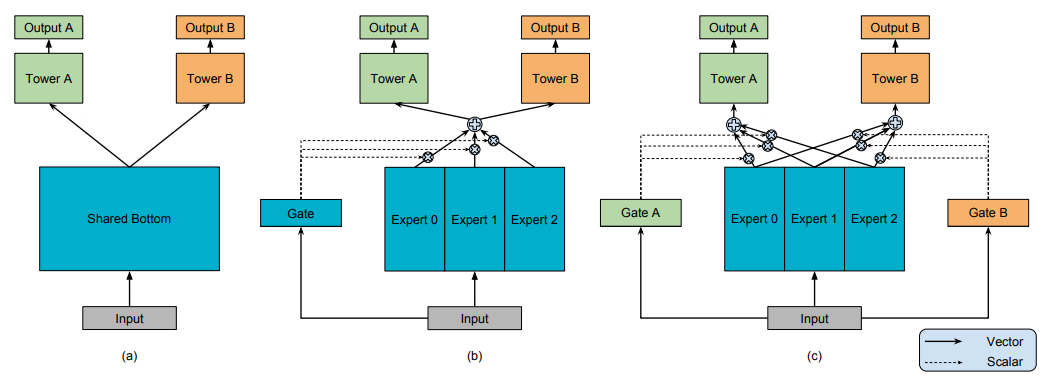 Output A
Output B
Tower A
Tower B
Shared Bottom
Input
(a)
Output A
Output B
Tower A
Tower B
Gate
Expert 0
Expert 1
Expert 2
Input
(b)
Output A
Output B
Tower A
Tower B
Gate A
Expert 0
Expert 1
Expert 2
Gate B
Input
(c)
Vector
Scalar